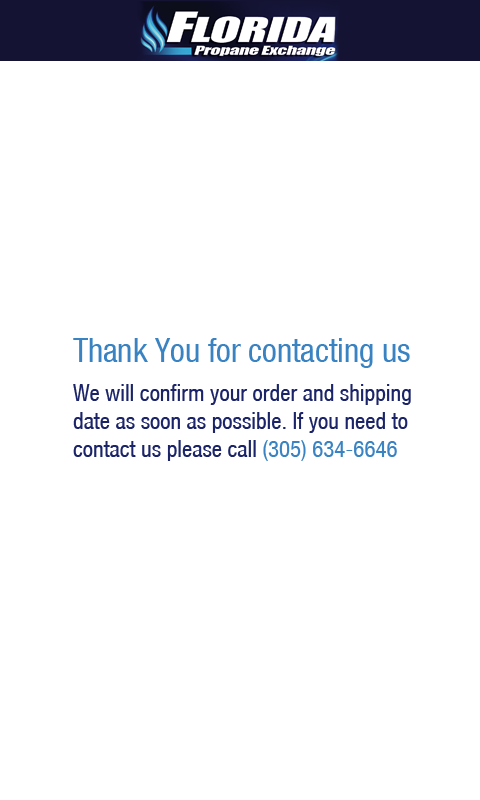 FLORIDA
Propane Exchange
Thank You for contacting us
We will confirm your order and shipping
date as soon as possible. If you need to
contact us please call (305) 634-6646